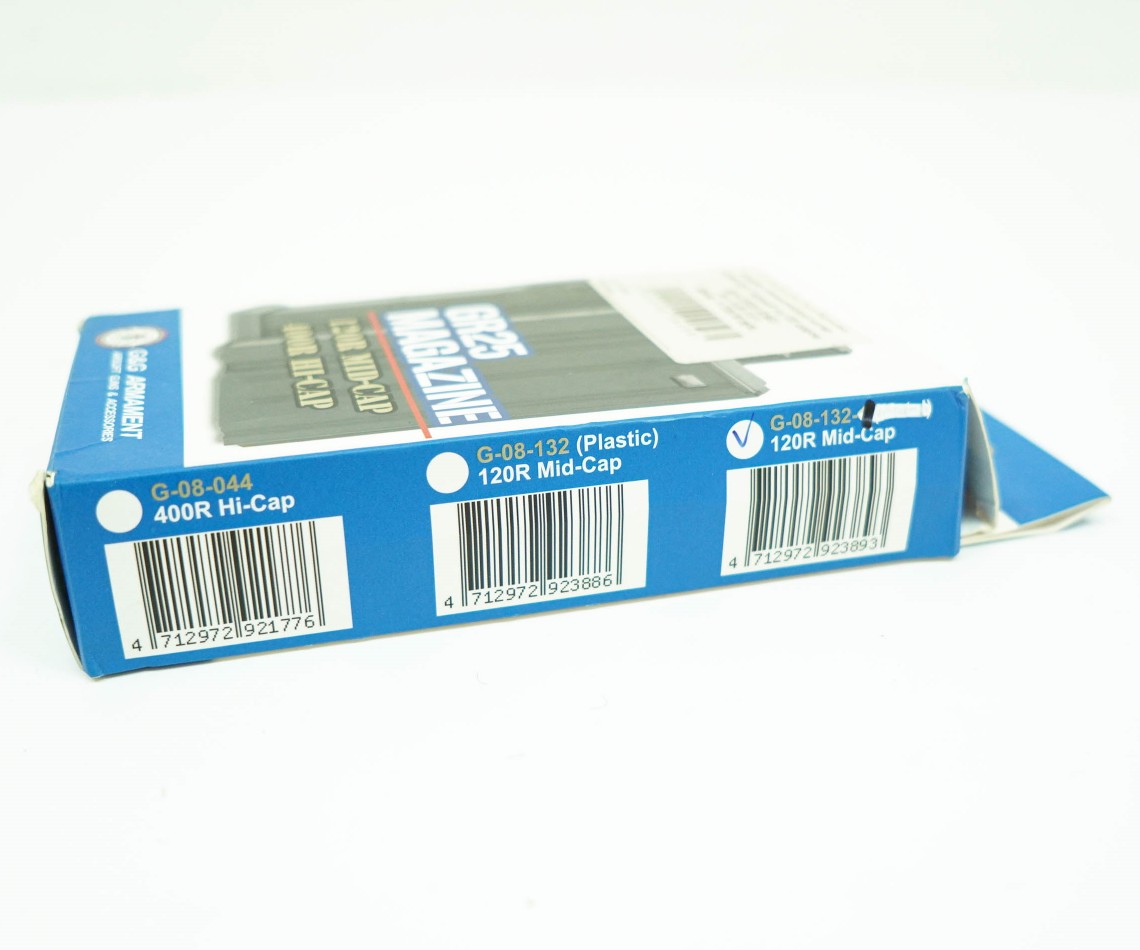 G&G ARMAMENT
AIRSOFT GUNS & ACCESSORIES
GR25
MAGAZINE
120R MID-CAP
400R HI-CAP
G-08-044
400R Hi-Cap
4 712972 921776
G-08-132 (Plastic)
120R Mid-Cap
4 712972 923886
G-08-132-
120R Mid-Cap
4 712972 923893